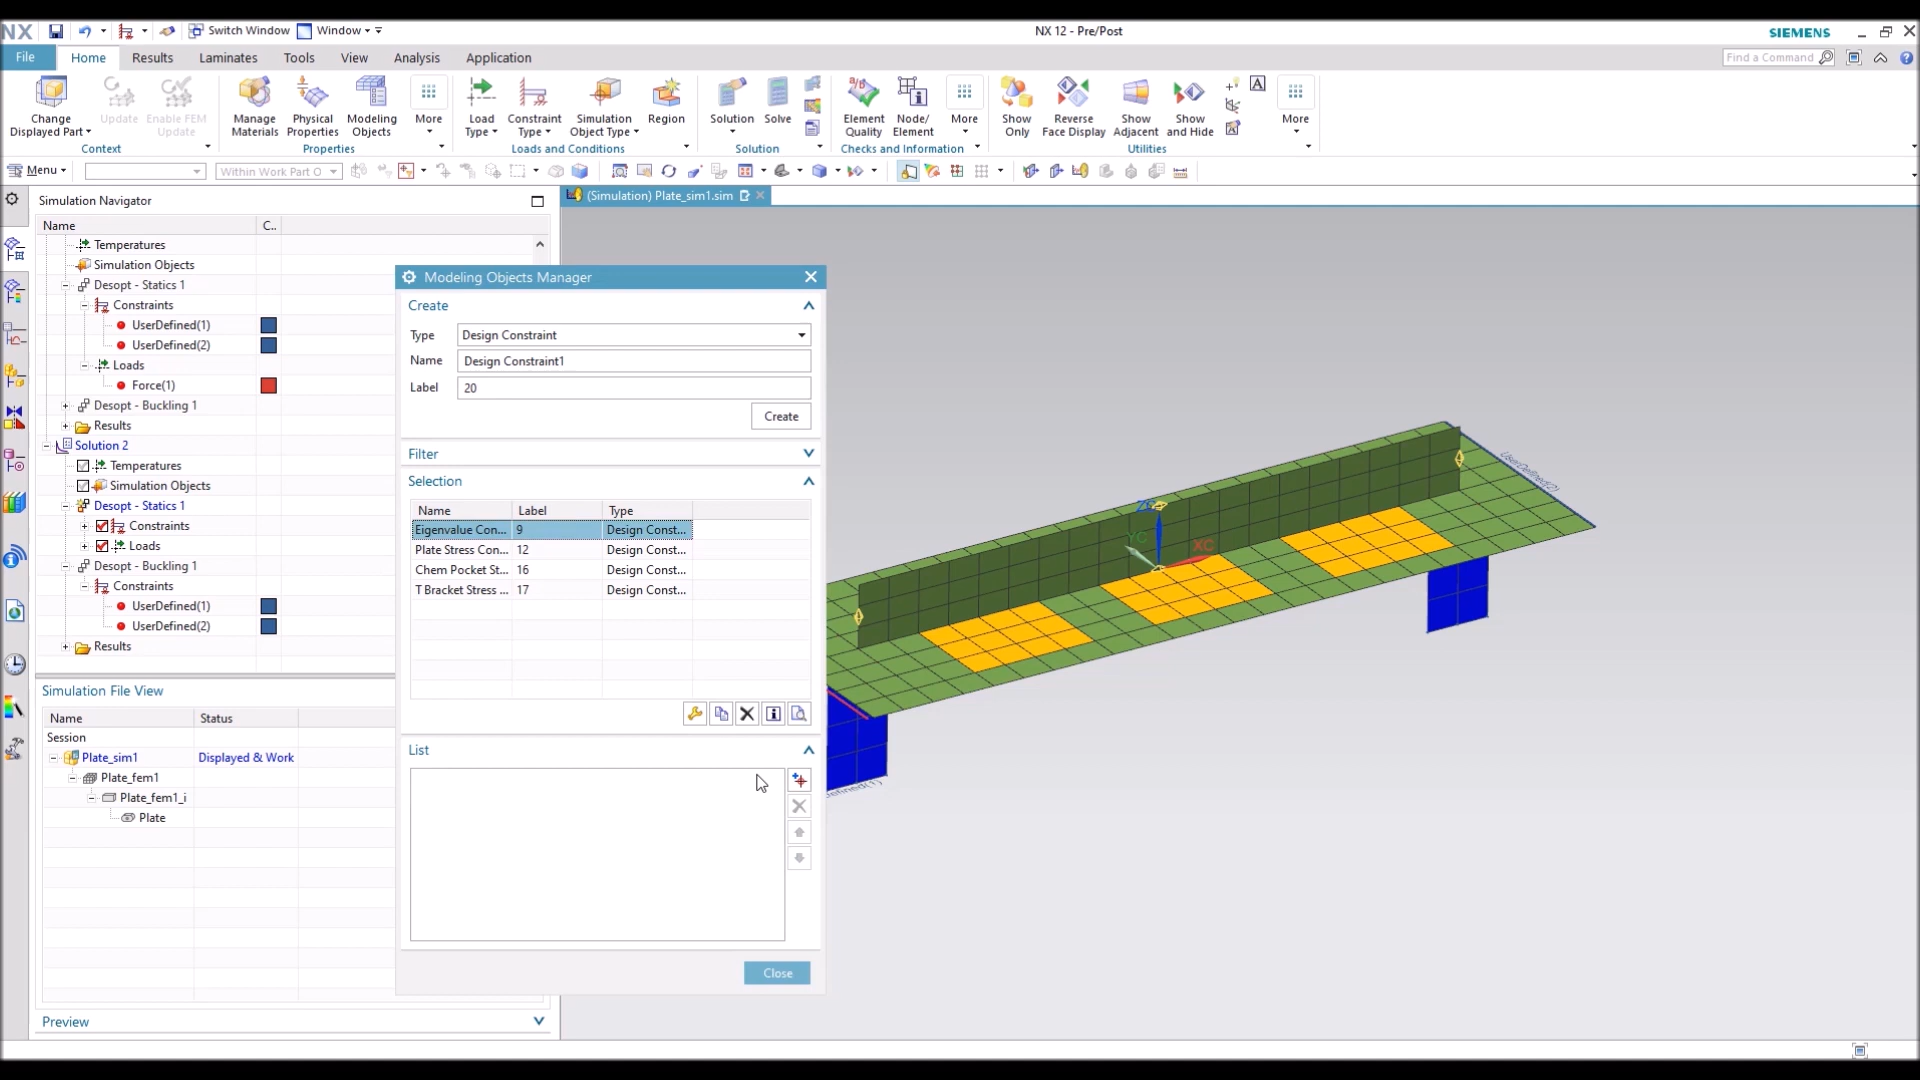 NX
Switch Window
Window
NX 12 - Pre/Post
SIEMENS
File
Home
Results
Laminates
Tools
View
Analysis
Application
Find a Command
Change
Displayed Part
Update
Enable FEM
Update
Context
Manage
Materials
Physical
Properties
Modeling
Objects
More
Properties
Load
Type
Constraint
Type
Simulation
Object Type
Region
Loads and Conditions
Solution
Solve
Solution
Element
Quality
Node/
Element
More
Checks and Information
Show
Only
Reverse
Face Display
Show
Adjacent
Show
and Hide
More
Utilities
Menu
Within Work Part O
(Simulation) Plate_sim1.sim
Simulation Navigator
Name
C..
Temperatures
Simulation Objects
Desopt - Statics 1
Constraints
UserDefined(1)
UserDefined(2)
Loads
Force(1)
Desopt - Buckling 1
Results
Solution 2
Temperatures
Simulation Objects
Desopt - Statics 1
Constraints
Loads
Desopt - Buckling 1
Constraints
UserDefined(1)
UserDefined(2)
Results
Simulation File View
Name Status
Session
Plate_sim1 Displayed & Work
Plate_fem1
Plate_fem1_i
Plate
Preview
Modeling Objects Manager
Create
Type Design Constraint
Name Design Constraint1
Label 20
Create
Filter
Selection
Name Label Type
Eigenvalue Con... 9 Design Const...
Plate Stress Con... 12 Design Const...
Chem Pocket St... 16 Design Const...
T Bracket Stress ... 17 Design Const...
List
Close
UserDefined(2)
YC
XC